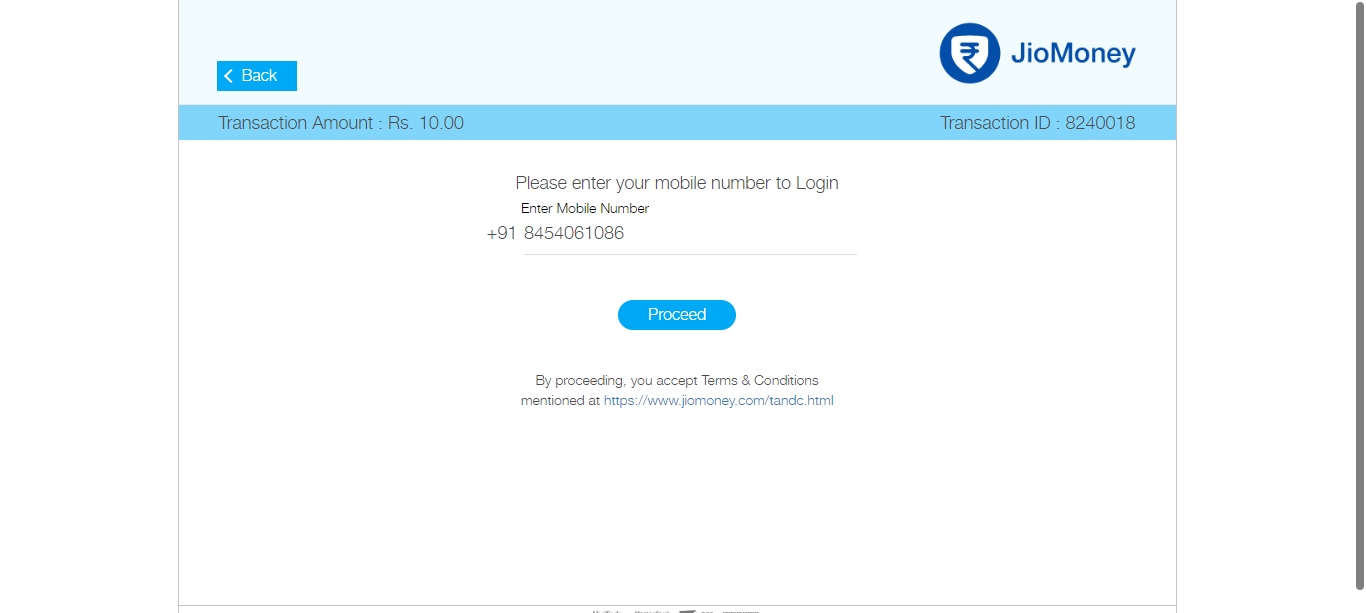 JioMoney
Back
Transaction Amount : Rs. 10.00
Transaction ID : 8240018
Please enter your mobile number to Login
Enter Mobile Number
+91 8454061086
Proceed
By proceeding, you accept Terms & Conditions
mentioned at https://www.jiomoney.com/tandc.html